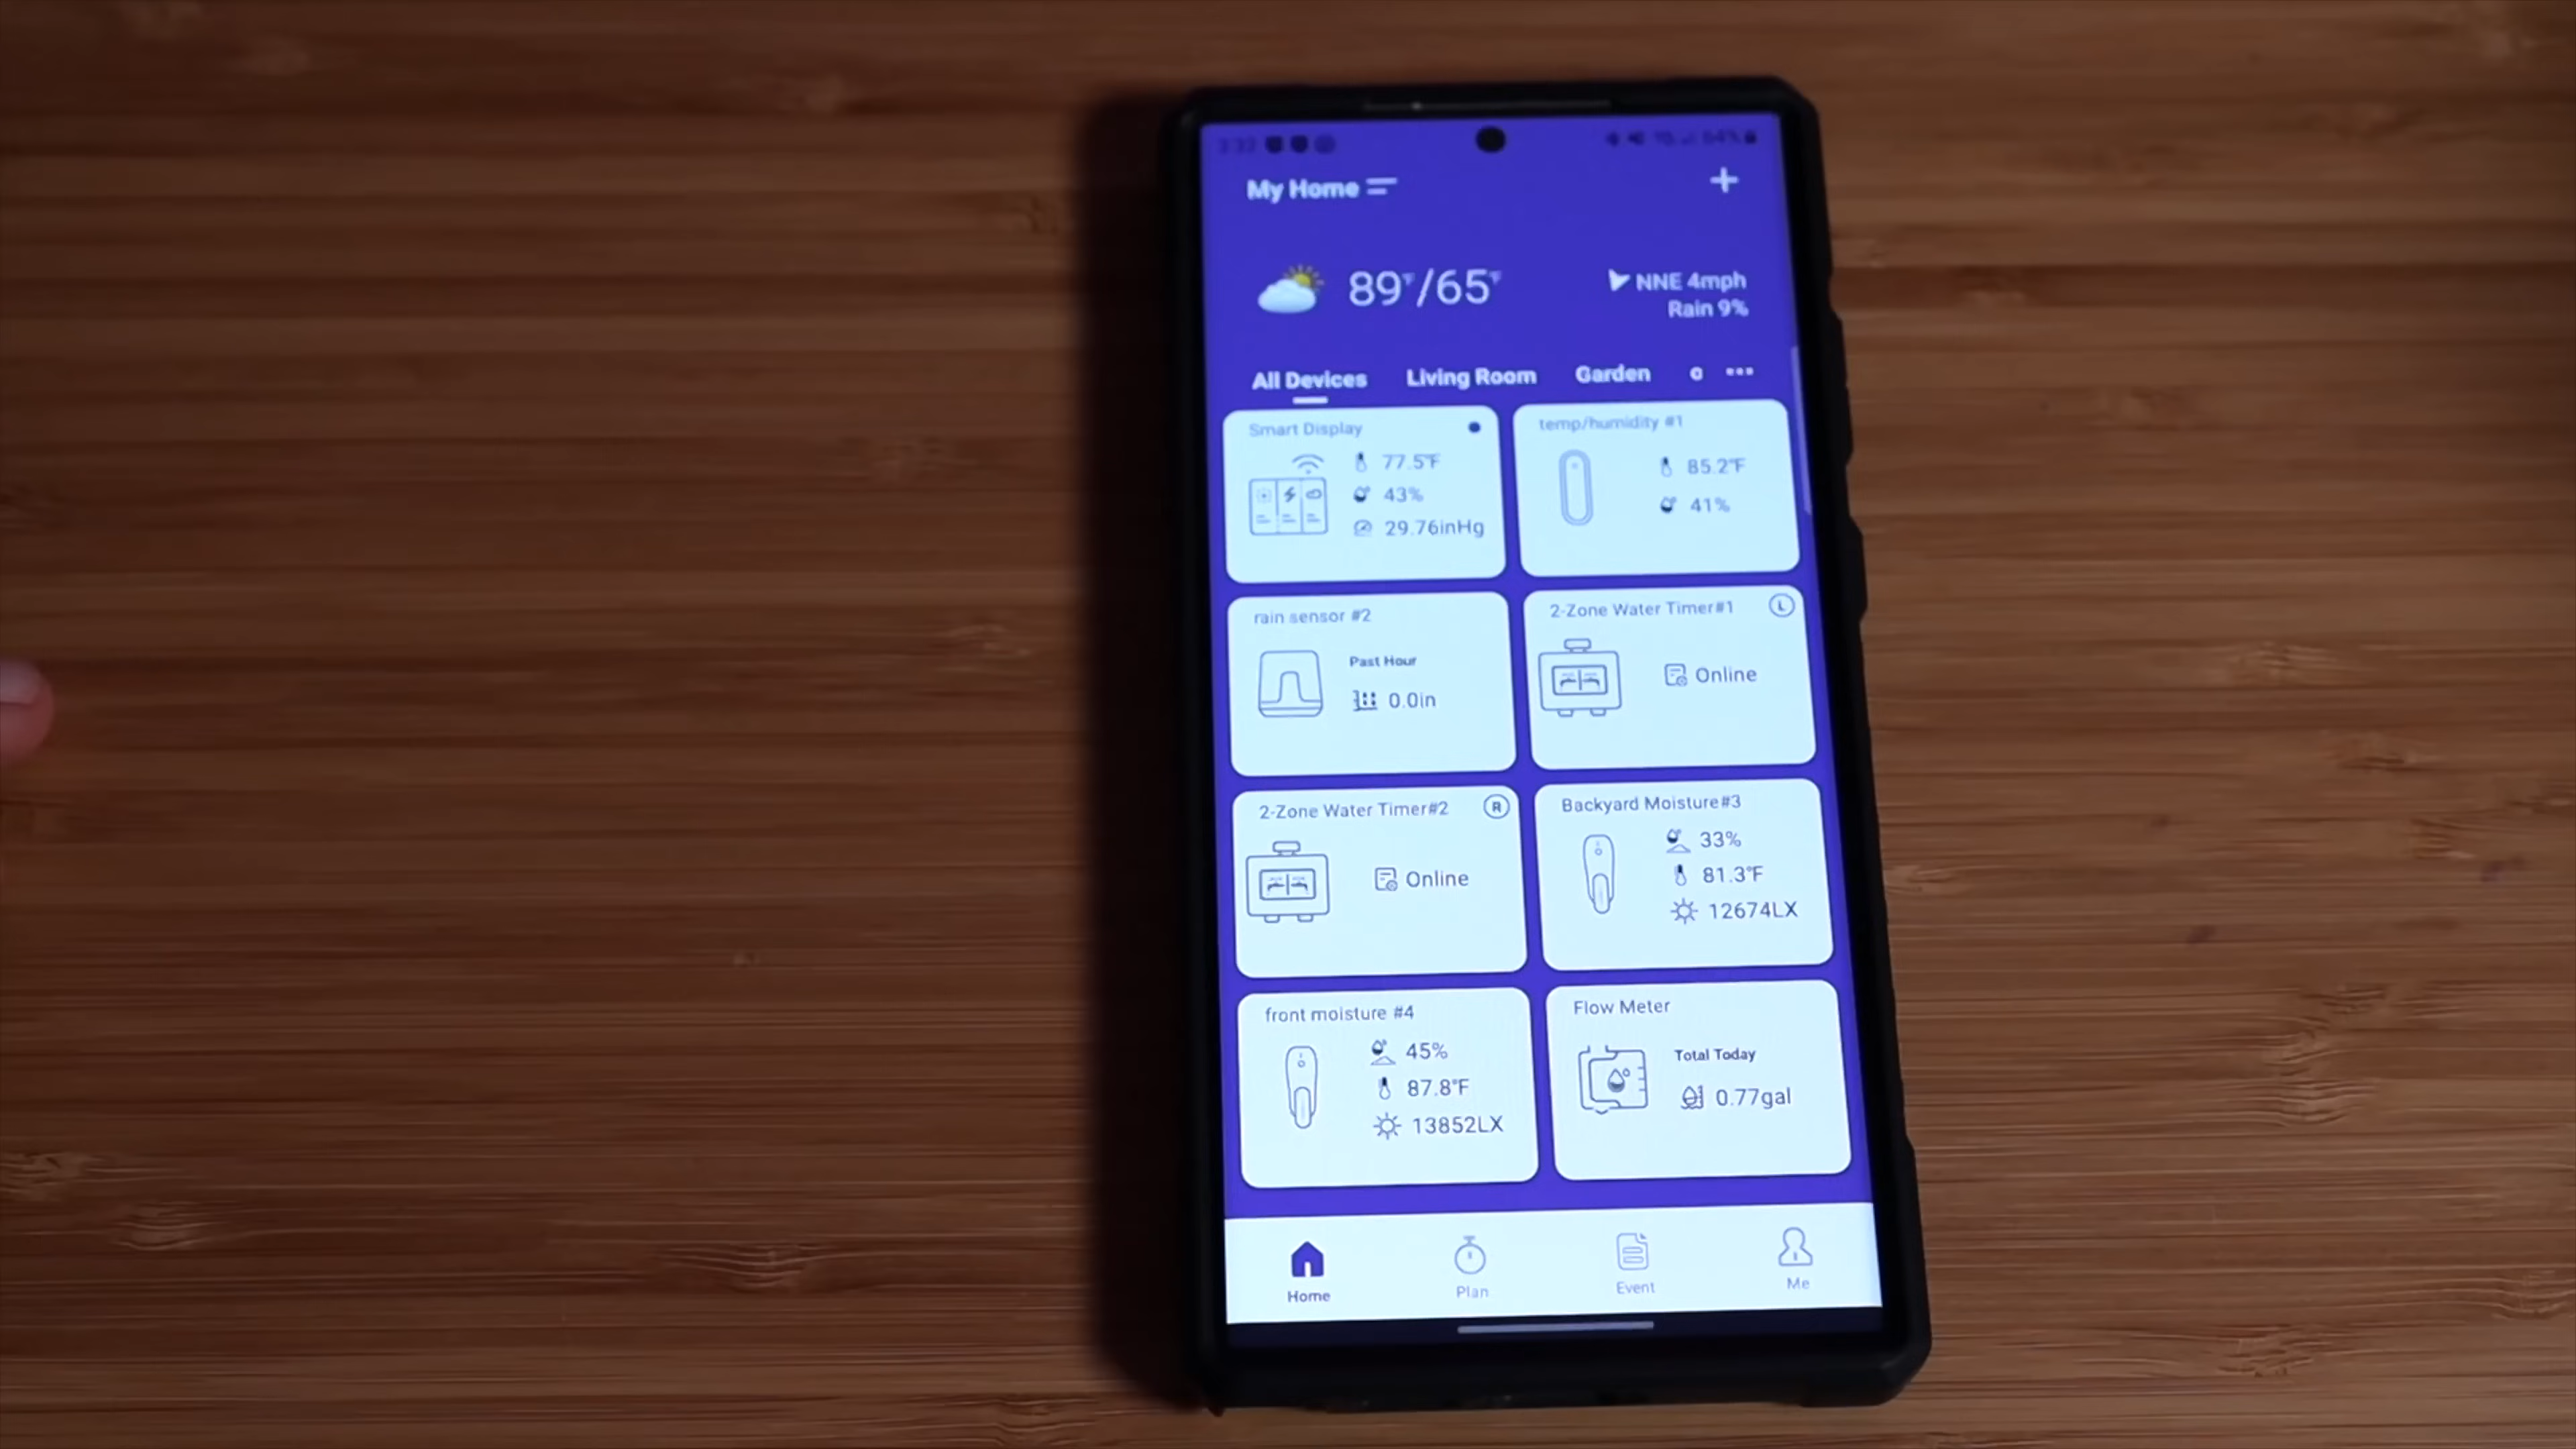 64%
My Home
+
89°F/65°F
NNE 4mph
Rain 9%
All Devices Living Room Garden
Smart Display
77.5°F
43%
29.76inHg
temp/humidity #1
85.2°F
41%
rain sensor #2
Past Hour
0.0in
2-Zone Water Timer#1 L
Online
2-Zone Water Timer#2 R
Online
Backyard Moisture#3
33%
81.3°F
12674LX
front moisture #4
45%
87.8°F
13852LX
Flow Meter
Total Today
0.77gal
Home Plan Event Me